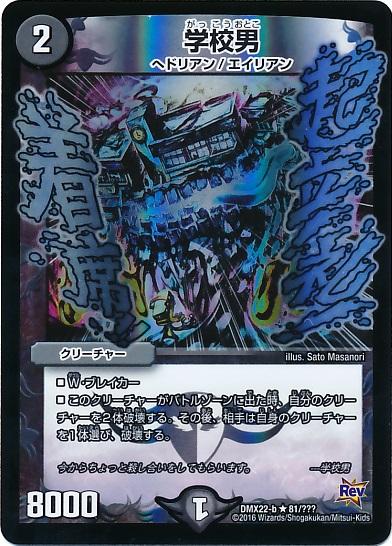 2
がっこうおとこ
学校男
ヘドリアン/エイリアン
起立 礼
着席
illus. Sato Masanori
クリーチャー
■W・ブレイカー
■このクリーチャーがバトルゾーンに出た時、自分のクリー
チャーを2体破壊する。その後、相手は自身のクリーチャー
を1体選び、破壊する。
今からちょっと殺し合いをしてもらいます。 ―学校男
8000
1
Rev
DMX22-b ★ 81/???
©2016 Wizards/Shogakukan/Mitsui-Kids